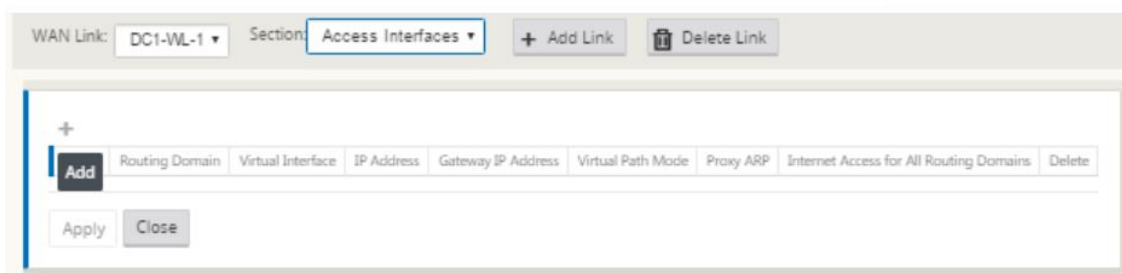 WAN Link: DC1-WL-1 Section: Access Interfaces + Add Link Delete Link
+
Add Routing Domain Virtual Interface IP Address Gateway IP Address Virtual Path Mode Proxy ARP Internet Access for All Routing Domains Delete
Apply Close